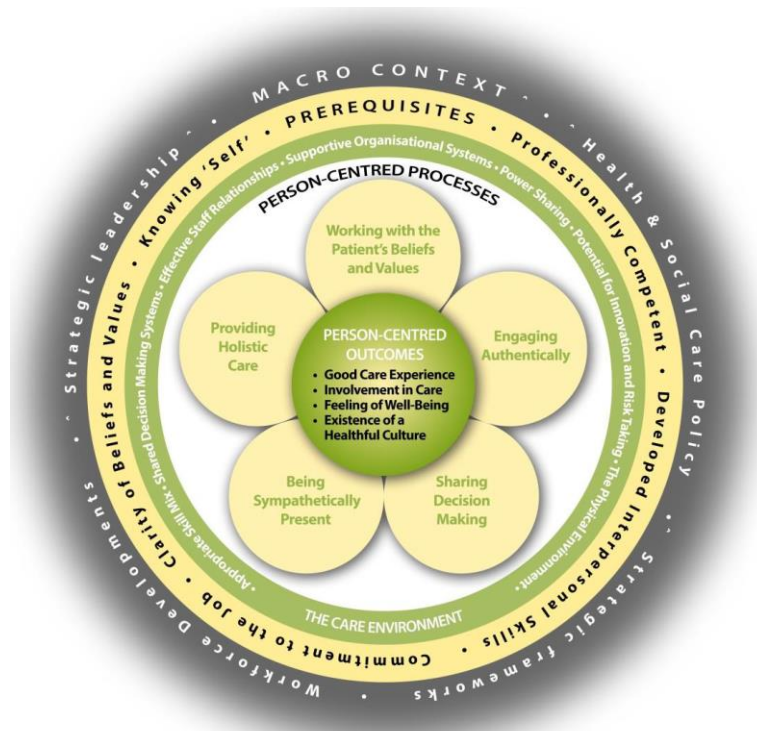 MACRO CONTEXT
Health & Social Care Policy
Strategic frameworks
Workforce Developments
Strategic leadership
PREREQUISITES • Professionally Competent • Developed Interpersonal Skills • Commitment to the Job • Clarity of Beliefs and Values • Knowing 'Self' •
THE CARE ENVIRONMENT
• Appropriate Skill Mix • Shared Decision Making Systems • Effective Staff Relationships • Supportive Organisational Systems • Power Sharing • Potential for Innovation and Risk Taking • The Physical Environment •
PERSON-CENTRED PROCESSES
Working with the
Patient's Beliefs
and Values
Engaging
Authentically
Sharing
Decision
Making
Being
Sympathetically
Present
Providing
Holistic
Care
PERSON-CENTRED
OUTCOMES
• Good Care Experience
• Involvement in Care
• Feeling of Well-Being
• Existence of a
Healthful Culture